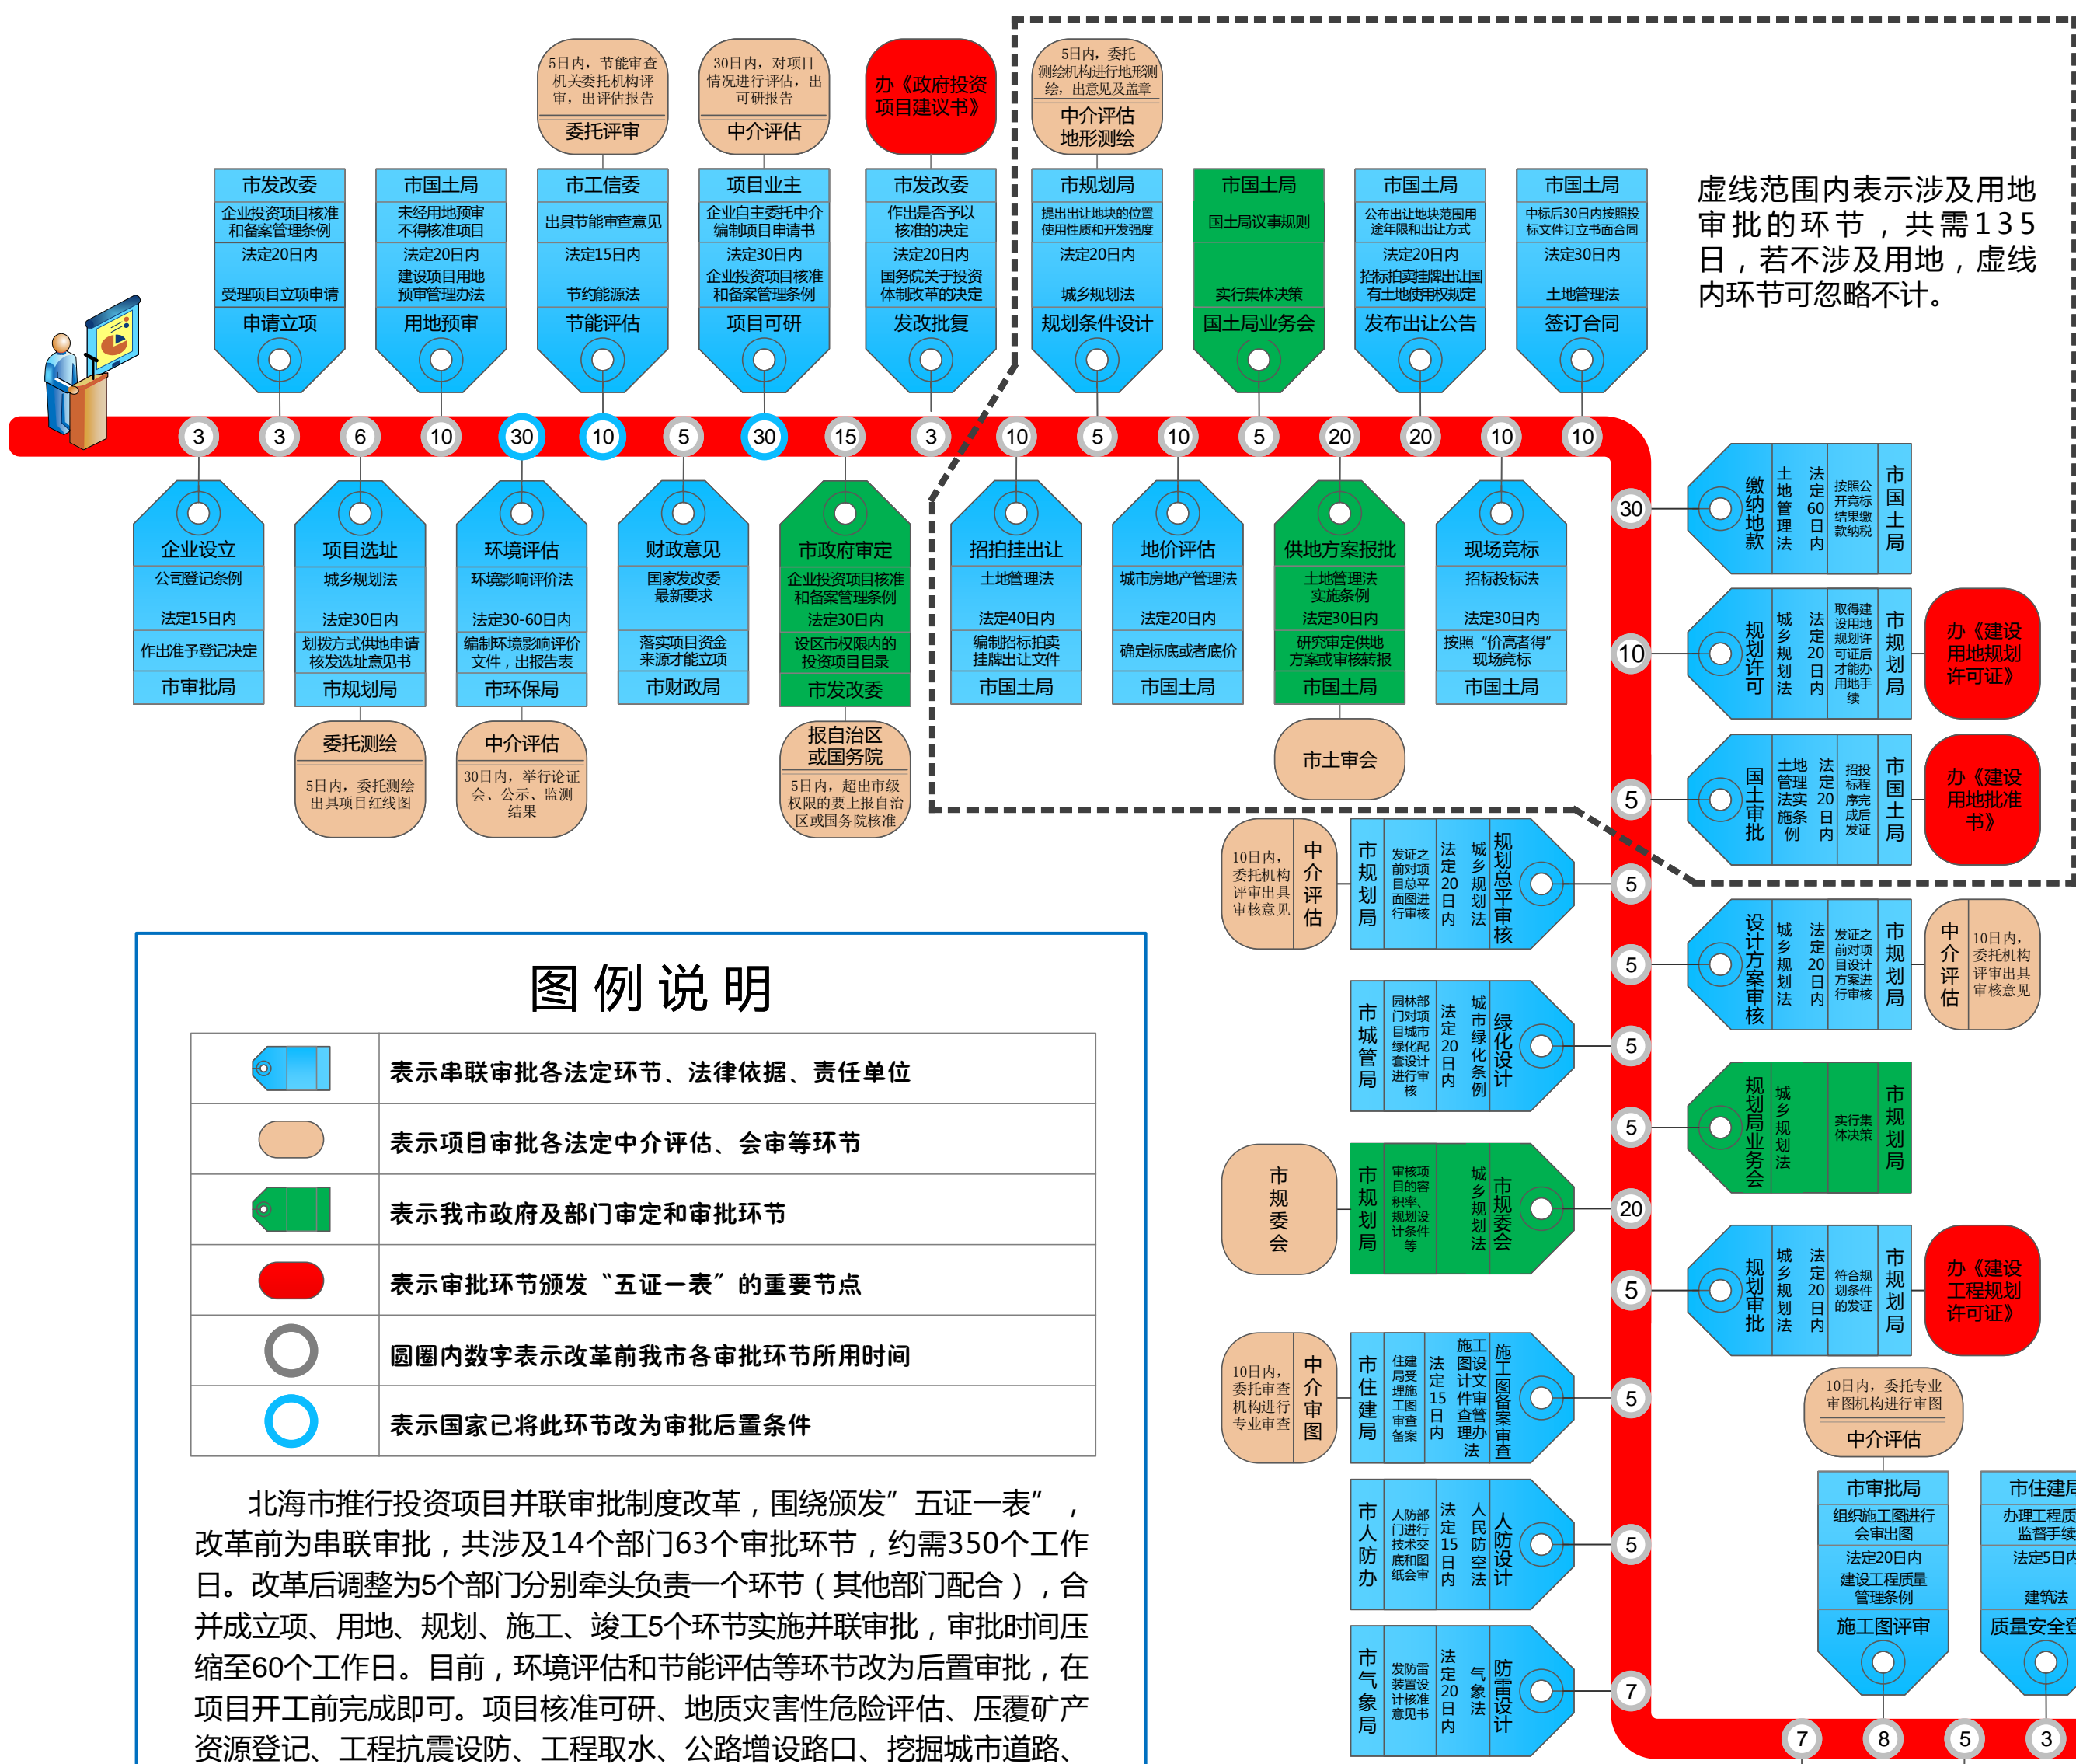 5日内，节能审查
机关委托机构评
审，出评估报告
委托评审
30日内，对项目
情况进行评估，出
可研报告
中介评估
办《政府投资
项目建议书》
5日内，委托
测绘机构进行地形测
绘，出意见及盖章
中介评估
地形测绘
市发改委
企业投资项目核准
和备案管理条例
法定20日内
受理项目立项申请
申请立项
市国土局
未经用地预审
不得核准项目
法定20日内
建设项目用地
预审管理办法
用地预审
市工信委
出具节能审查意见
法定15日内
节约能源法
节能评估
项目业主
企业自主委托中介
编制项目申请书
法定30日内
企业投资项目核准
和备案管理条例
项目可研
市发改委
作出是否予以
核准的决定
法定20日内
国务院关于投资
体制改革的决定
发改批复
市规划局
提出出让地块的位置
使用性质和开发强度
法定20日内
城乡规划法
规划条件设计
市国土局
国土局议事规则
实行集体决策
国土局业务会
市国土局
公布出让地块范围用
途年限和出让方式
法定20日内
招标拍卖挂牌出让国
有土地使用权规定
发布出让公告
市国土局
中标后30日内按照投
标文件订立书面合同
法定30日内
土地管理法
签订合同
虚线范围内表示涉及用地
审批的环节，共需135
日，若不涉及用地，虚线
内环节可忽略不计。
3
3
6
10
30
10
5
30
15
3
10
5
10
5
20
20
10
10
企业设立
公司登记条例
法定15日内
作出准予登记决定
市审批局
项目选址
城乡规划法
法定30日内
划拨方式供地申请
核发选址意见书
市规划局
委托测绘
5日内，委托测绘
出具项目红线图
环境评估
环境影响评价法
法定30-60日内
编制环境影响评价
文件，出报告表
市环保局
中介评估
30日内，举行论证
会、公示、监测
结果
财政意见
国家发改委
最新要求
落实项目资金
来源才能立项
市财政局
市政府审定
企业投资项目核准
和备案管理条例
法定30日内
设区市权限内的
投资项目目录
市发改委
报自治区
或国务院
5日内，超出市级
权限的要上报自治
区或国务院核准
招拍挂出让
土地管理法
法定40日内
编制招标拍卖
挂牌出让文件
市国土局
地价评估
城市房地产管理法
法定20日内
确定标底或者底价
市国土局
供地方案报批
土地管理法
实施条例
法定30日内
研究审定供地
方案或审核转报
市国土局
市土审会
现场竞标
招标投标法
法定30日内
按照“价高者得”
现场竞标
市国土局
30
缴纳地款
土地管理法
法定60日内
按照公
开竞标
结果缴
款纳税
市国土局
10
规划许可
城乡规划法
法定20日内
取得建
设用地
规划许
可证后
才能办
用地手
续
市规划局
办《建设
用地规划
许可证》
5
国土审批
土地
管理
法实
施条
例
法定20日内
招投
标程
序完
成后
发证
市国土局
办《建设
用地批准
书》
10日内，
委托机构
评审出具
审核意见
中介评估
市规划局
发证之
前对项
目总平
面图进
行审核
法定20日内
城乡规划法
规划总平审核
5
5
设计方案审核
城乡规划法
法定20日内
发证之
前对项
目设计
方案进
行审核
市规划局
中介评估
10日内，
委托机构
评审出具
审核意见
市城管局
园林部
门对项
目城市
绿化配
套设计
进行审
核
法定20日内
城市绿化条例
绿化设计
5
5
规划局业务会
城乡规划法
实行集
体决策
市规划局
市规委会
市规划局
审核项
目的容
积率、
规划设
计条件
等
城乡规划法
市规委会
20
5
规划审批
城乡规划法
法定20日内
符合规
划条件
的发证
市规划局
办《建设
工程规划
许可证》
10日内，
委托审查
机构进行
专业审查
中介审图
市住建局
住建
局受
理施
工图
审查
备案
法定15日内
施工
图设
计文
件审
查管
理办
法
施工图备案审查
5
市人防办
人防部
门进行
技术交
底和图
纸会审
法定15日内
人民防空法
人防设计
5
市气象局
发防雷
装置设
计核准
意见书
法定20日内
气象法
防雷设计
7
10日内，委托专业
审图机构进行审图
中介评估
市审批局
组织施工图进行
会审出图
法定20日内
建设工程质量
管理条例
施工图评审
市住建局
办理工程质
监督手续
法定5日内
建筑法
质量安全登
7
8
5
3
图例说明
表示串联审批各法定环节、法律依据、责任单位
表示项目审批各法定中介评估、会审等环节
表示我市政府及部门审定和审批环节
表示审批环节颁发“五证一表”的重要节点
圆圈内数字表示改革前我市各审批环节所用时间
表示国家已将此环节改为审批后置条件
北海市推行投资项目并联审批制度改革，围绕颁发”五证一表”，
改革前为串联审批，共涉及14个部门63个审批环节，约需350个工作
日。改革后调整为5个部门分别牵头负责一个环节（其他部门配合），合
并成立项、用地、规划、施工、竣工5个环节实施并联审批，审批时间压
缩至60个工作日。目前，环境评估和节能评估等环节改为后置审批，在
项目开工前完成即可。项目核准可研、地质灾害性危险评估、压覆矿产
资源登记、工程抗震设防、工程取水、公路增设路口、挖掘城市道路、